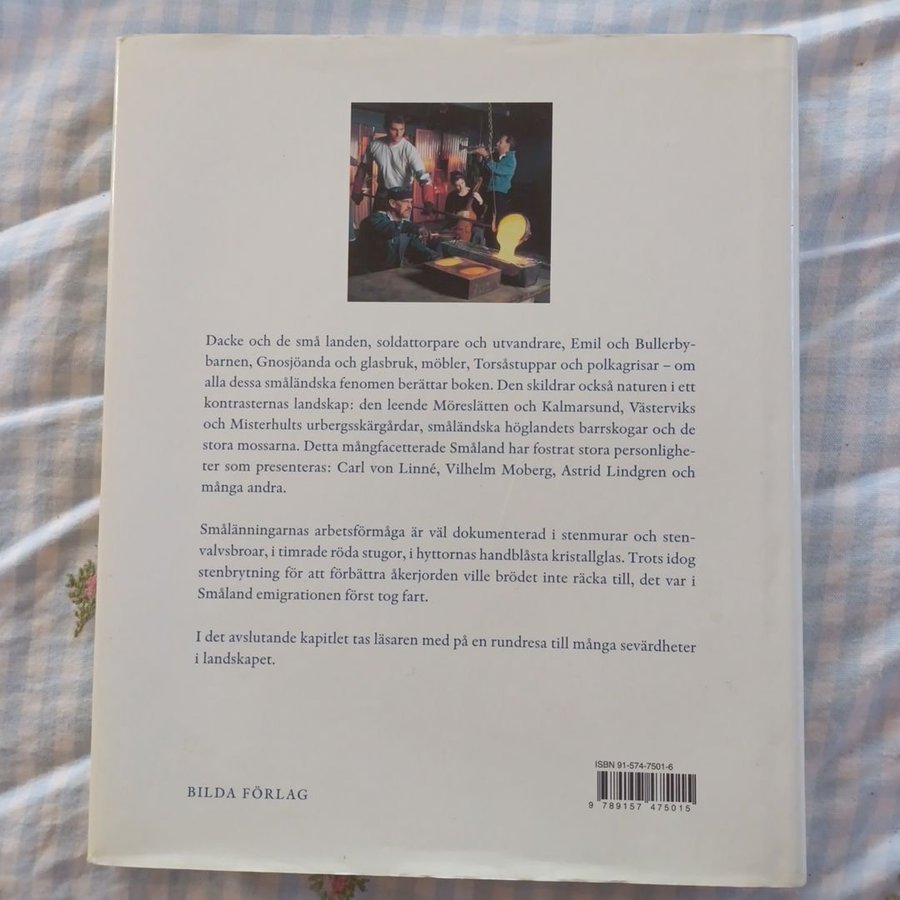 Dacke och de små landen, soldattorpare och utvandrare, Emil och Bullerby-
barnen, Gnosjöanda och glasbruk, möbler, Torsåstuppar och polkagrisar – om
alla dessa småländska fenomen berättar boken. Den skildrar också naturen i ett
kontrasternas landskap: den leende Möreslätten och Kalmarsund, Västerviks
och Misterhults urbergsskärgårdar, småländska höglandets barrskogar och de
stora mossarna. Detta mångfacetterade Småland har fostrat stora personlighe-
ter som presenteras: Carl von Linné, Vilhelm Moberg, Astrid Lindgren och
många andra.
Smålänningarnas arbetsförmåga är väl dokumenterad i stenmurar och sten-
valvsbroar, i timrade röda stugor, i hyttornas handblåsta kristallglas. Trots idog
stenbrytning för att förbättra åkerjorden ville brödet inte räcka till, det var i
Småland emigrationen först tog fart.
I det avslutande kapitlet tas läsaren med på en rundresa till många sevärdheter
i landskapet.
BILDA FÖRLAG
ISBN 91-574-7501-6
9 789157 475015